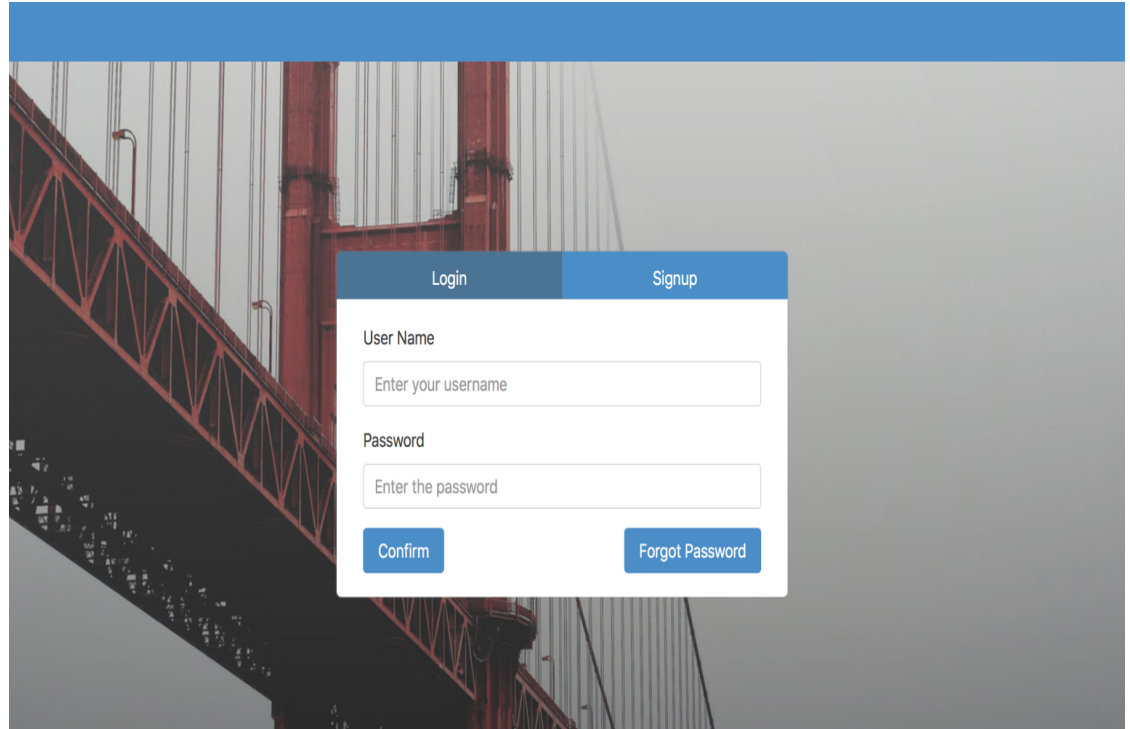 Login Signup
User Name
Enter your username
Password
Enter the password
Confirm Forgot Password